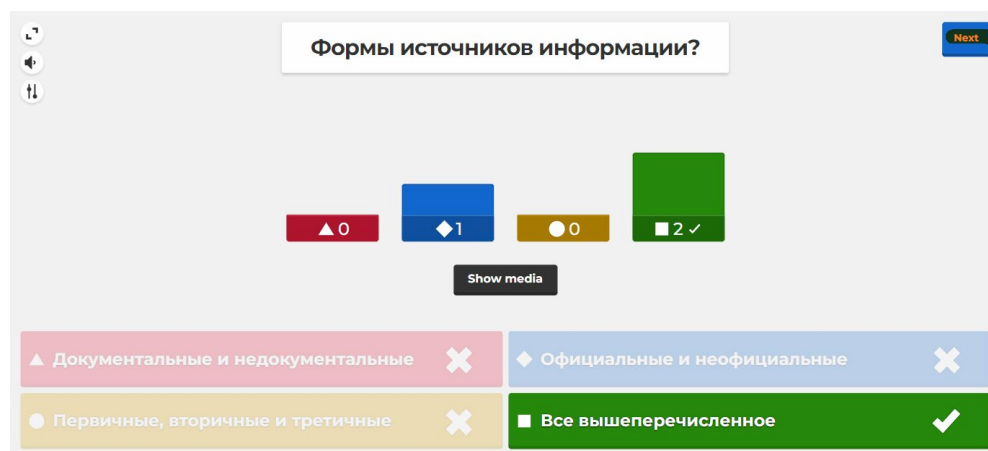 Формы источников информации?
Next
0
1
0
2
Show media
Документальные и недокументальные
Официальные и неофициальные
Первичные, вторичные и третичные
Все вышеперечисленное